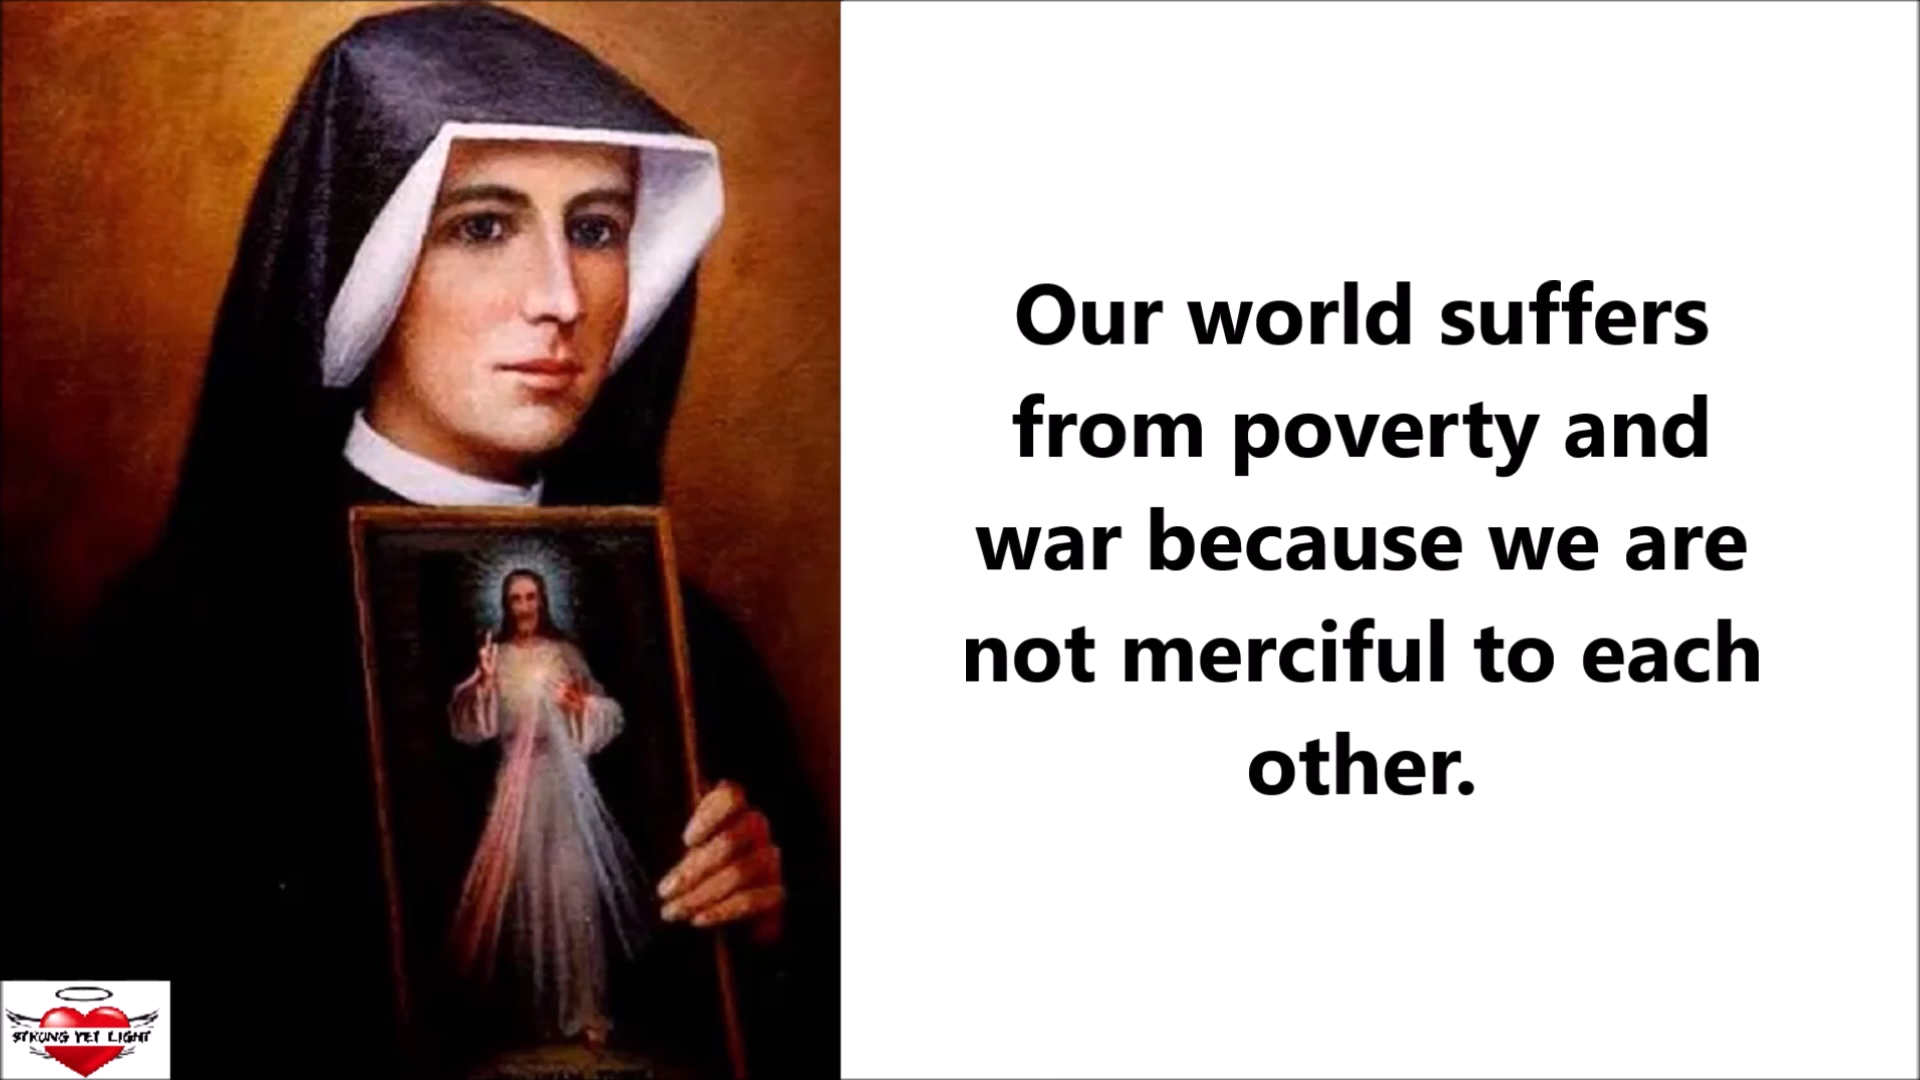 Our world suffers
from poverty and
war because we are
not merciful to each
other.
STRONG YET LIGHT